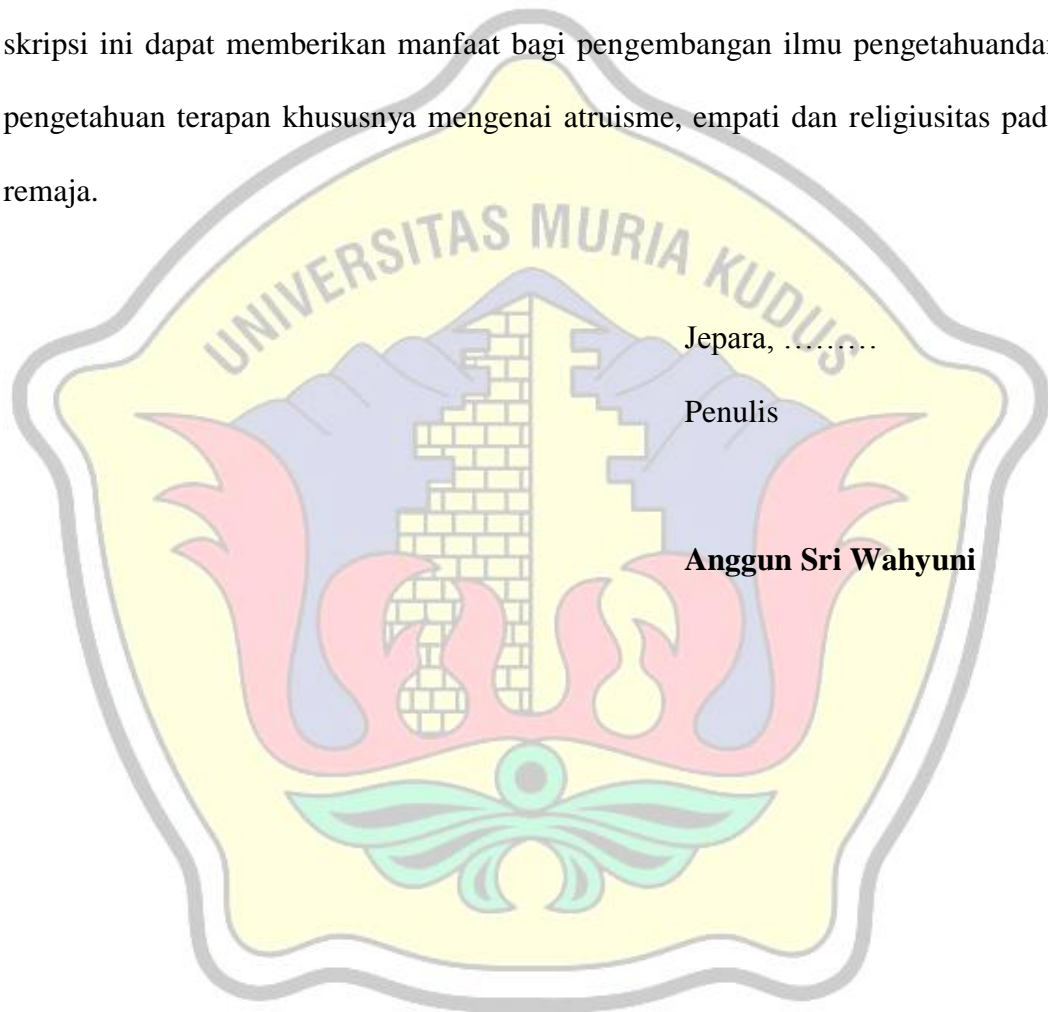 skripsi ini dapat memberikan manfaat bagi pengembangan ilmu pengetahuandan
pengetahuan terapan khususnya mengenai atruisme, empati dan religiusitas pad
remaja.
UNIVERSITAS MURIA KUDUS
Jepara, ………
Penulis
Anggun Sri Wahyuni